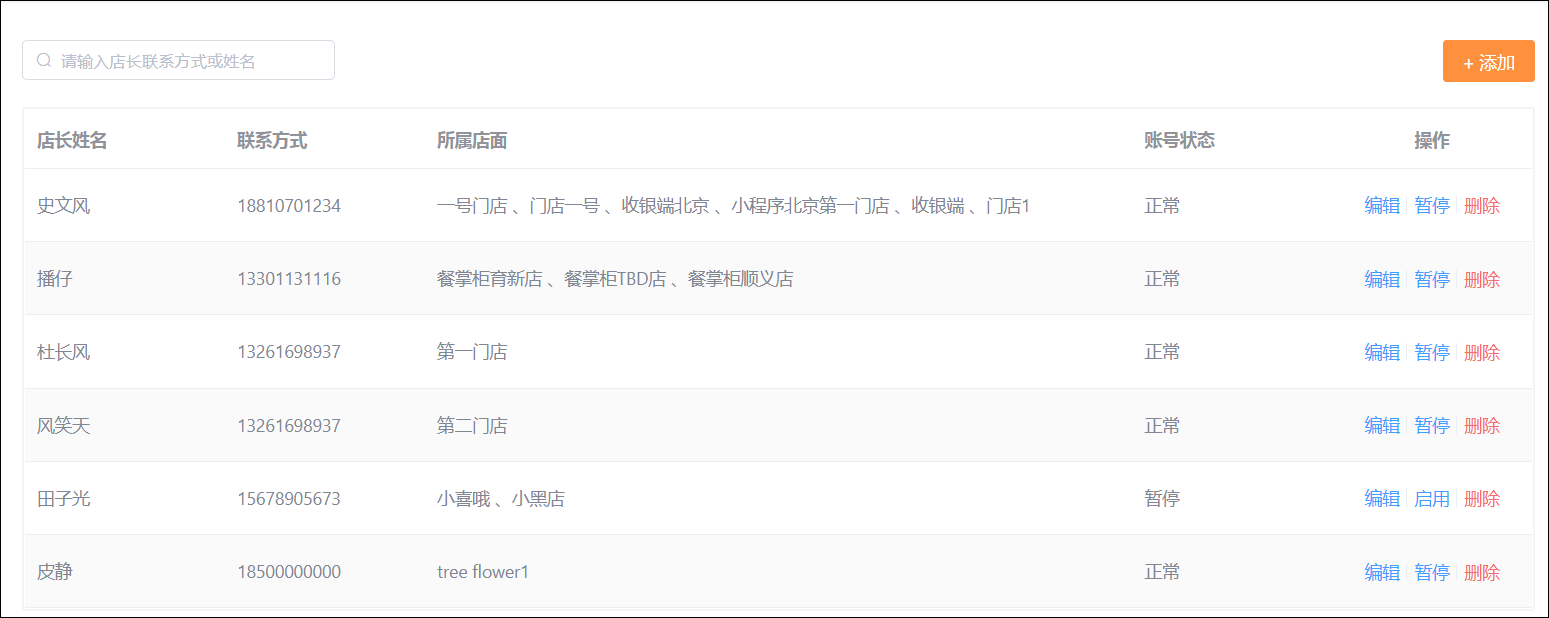 请输入店长联系方式或姓名 + 添加
店长姓名 联系方式 所属店面 账号状态 操作
史文风 18810701234 一号门店 、门店一号 、收银端北京 、小程序北京第一门店 、收银端 、门店1 正常 编辑 暂停 删除
播仔 13301131116 餐掌柜育新店 、餐掌柜TBD店 、餐掌柜顺义店 正常 编辑 暂停 删除
杜长风 13261698937 第一门店 正常 编辑 暂停 删除
风笑天 13261698937 第二门店 正常 编辑 暂停 删除
田子光 15678905673 小喜哦 、小黑店 暂停 编辑 启用 删除
皮静 18500000000 tree flower1 正常 编辑 暂停 删除